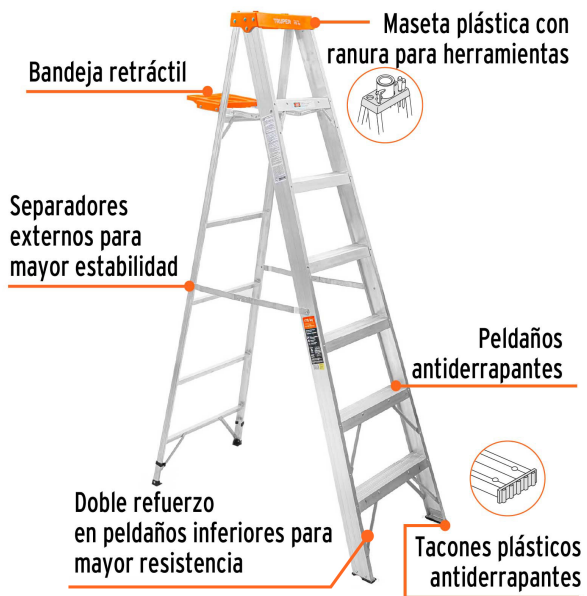 TRUPER
Maseta plástica con
ranura para herramientas
Bandeja retráctil
Separadores
externos para
mayor estabilidad
Peldaños
antiderrapantes
Doble refuerzo
en peldaños inferiores para
mayor resistencia
Tacones plásticos
antiderrapantes